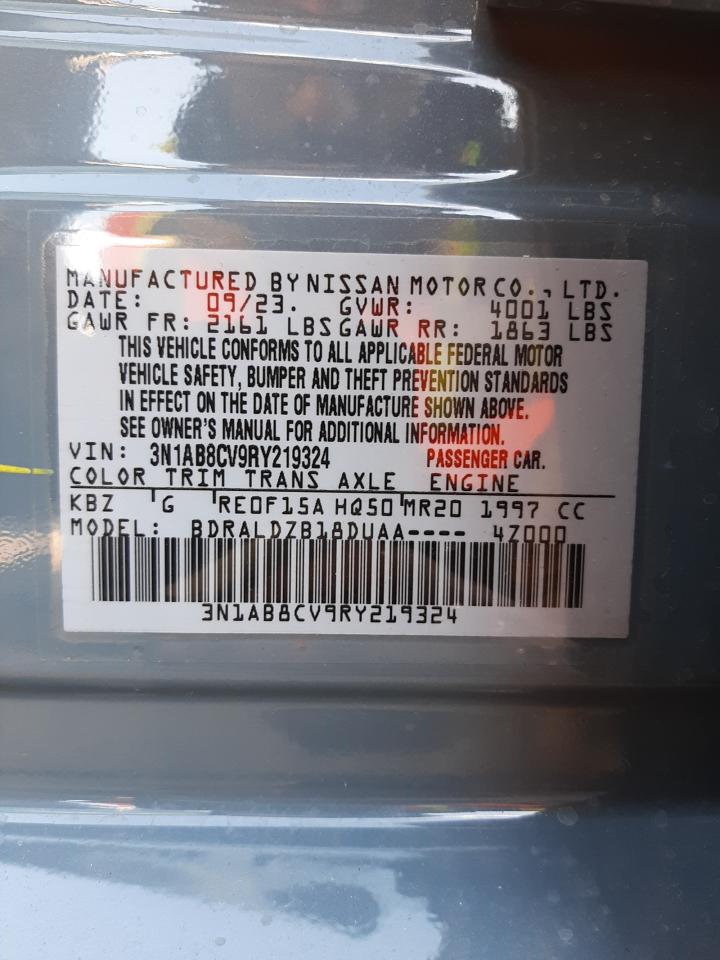 MANUFACTURED BY NISSAN MOTOR CO., LTD.
DATE: 09/23. GVWR: 4001 LBS
GAWR FR: 2161 LBS GAWR RR: 1863 LBS
THIS VEHICLE CONFORMS TO ALL APPLICABLE FEDERAL MOTOR
VEHICLE SAFETY, BUMPER AND THEFT PREVENTION STANDARDS
IN EFFECT ON THE DATE OF MANUFACTURE SHOWN ABOVE.
SEE OWNER'S MANUAL FOR ADDITIONAL INFORMATION.
VIN: 3N1AB8CV9RY219324 PASSENGER CAR.
COLOR TRIM TRANS AXLE ENGINE
KBZ G RE0F15A HQ50 MR20 1997 CC
MODEL: BDRALDZB18DUAA---- 4Z000
3N1AB8CV9RY219324